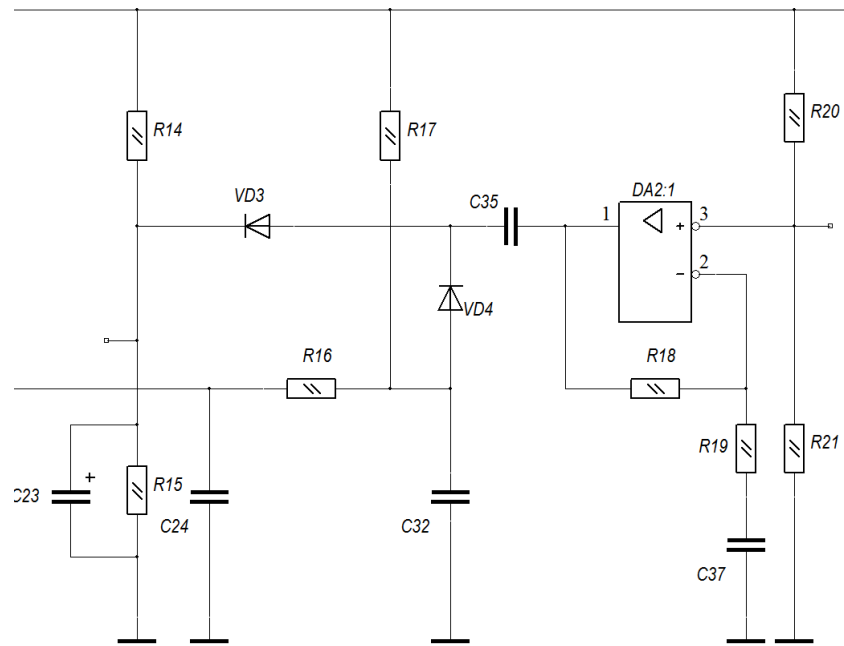 R14
R17
R20
VD3
C35
DA2:1
1
3
+
2
-
VD4
R16
R18
R19
R21
+
C23
R15
C24
C32
C37